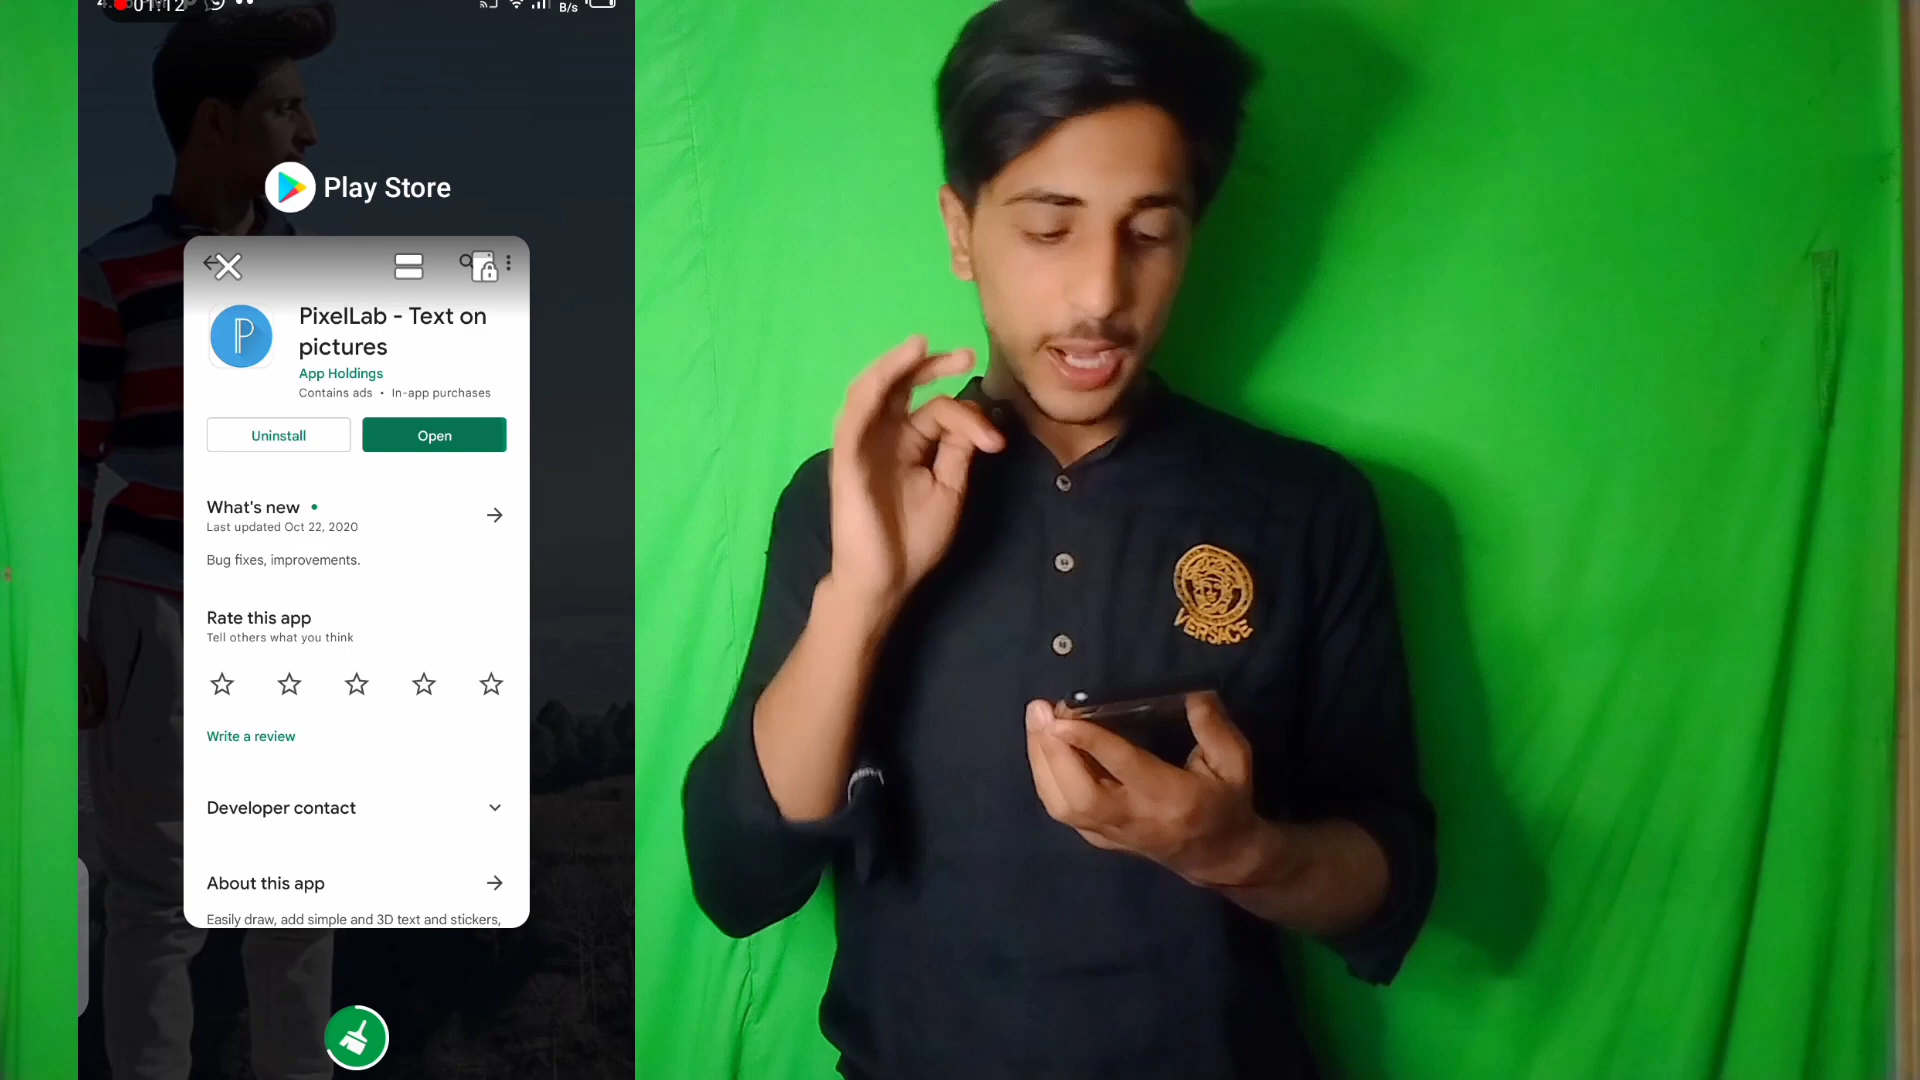 01:12
B/s
Play Store
PixelLab - Text on
pictures
App Holdings
Contains ads • In-app purchases
Uninstall
Open
What's new
Last updated Oct 22, 2020
Bug fixes, improvements.
Rate this app
Tell others what you think
Write a review
Developer contact
About this app
Easily draw, add simple and 3D text and stickers,
VERSACE